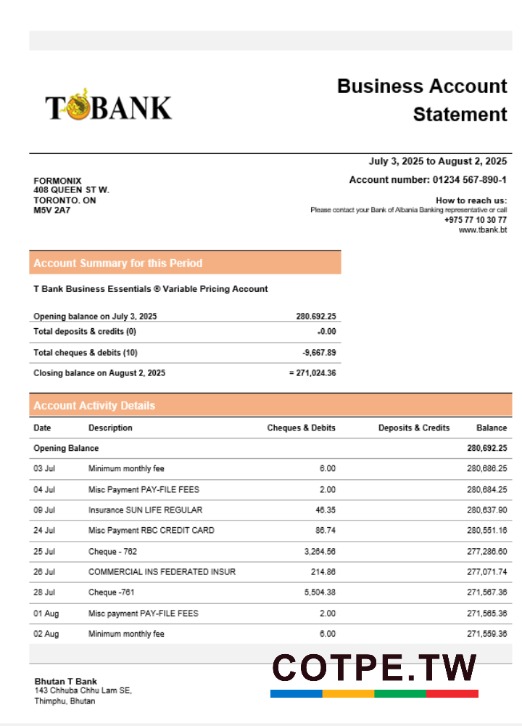 T BANK
Business Account
Statement
July 3, 2025 to August 2, 2025
FORMONIX
408 QUEEN ST W.
TORONTO. ON
M5V 2A7
Account number: 01234 567-890-1
How to reach us:
Please contact your Bank of Albania Banking representative or call
+975 77 10 30 77
www.tbank.bt
Account Summary for this Period
T Bank Business Essentials ® Variable Pricing Account
Opening balance on July 3, 2025 280.692.25
Total deposits & credits (0) -0.00
Total cheques & debits (10) -9,667.89
Closing balance on August 2, 2025 = 271,024.36
Account Activity Details
Date Description Cheques & Debits Deposits & Credits Balance
Opening Balance 280,692.25
03 Jul Minimum monthly fee 6.00 280,686.25
04 Jul Misc Payment PAY-FILE FEES 2.00 280,684.25
09 Jul Insurance SUN LIFE REGULAR 46.35 280,637.90
24 Jul Misc Payment RBC CREDIT CARD 86.74 280,551.16
25 Jul Cheque - 762 3,264.56 277,286.60
26 Jul COMMERCIAL INS FEDERATED INSUR 214.86 277,071.74
28 Jul Cheque -761 5,504.38 271,567.36
01 Aug Misc payment PAY-FILE FEES 2.00 271,565.36
02 Aug Minimum monthly fee 6.00 271,559.36
COTPE.TW
Bhutan T Bank
143 Chhuba Chhu Lam SE,
Thimphu, Bhutan